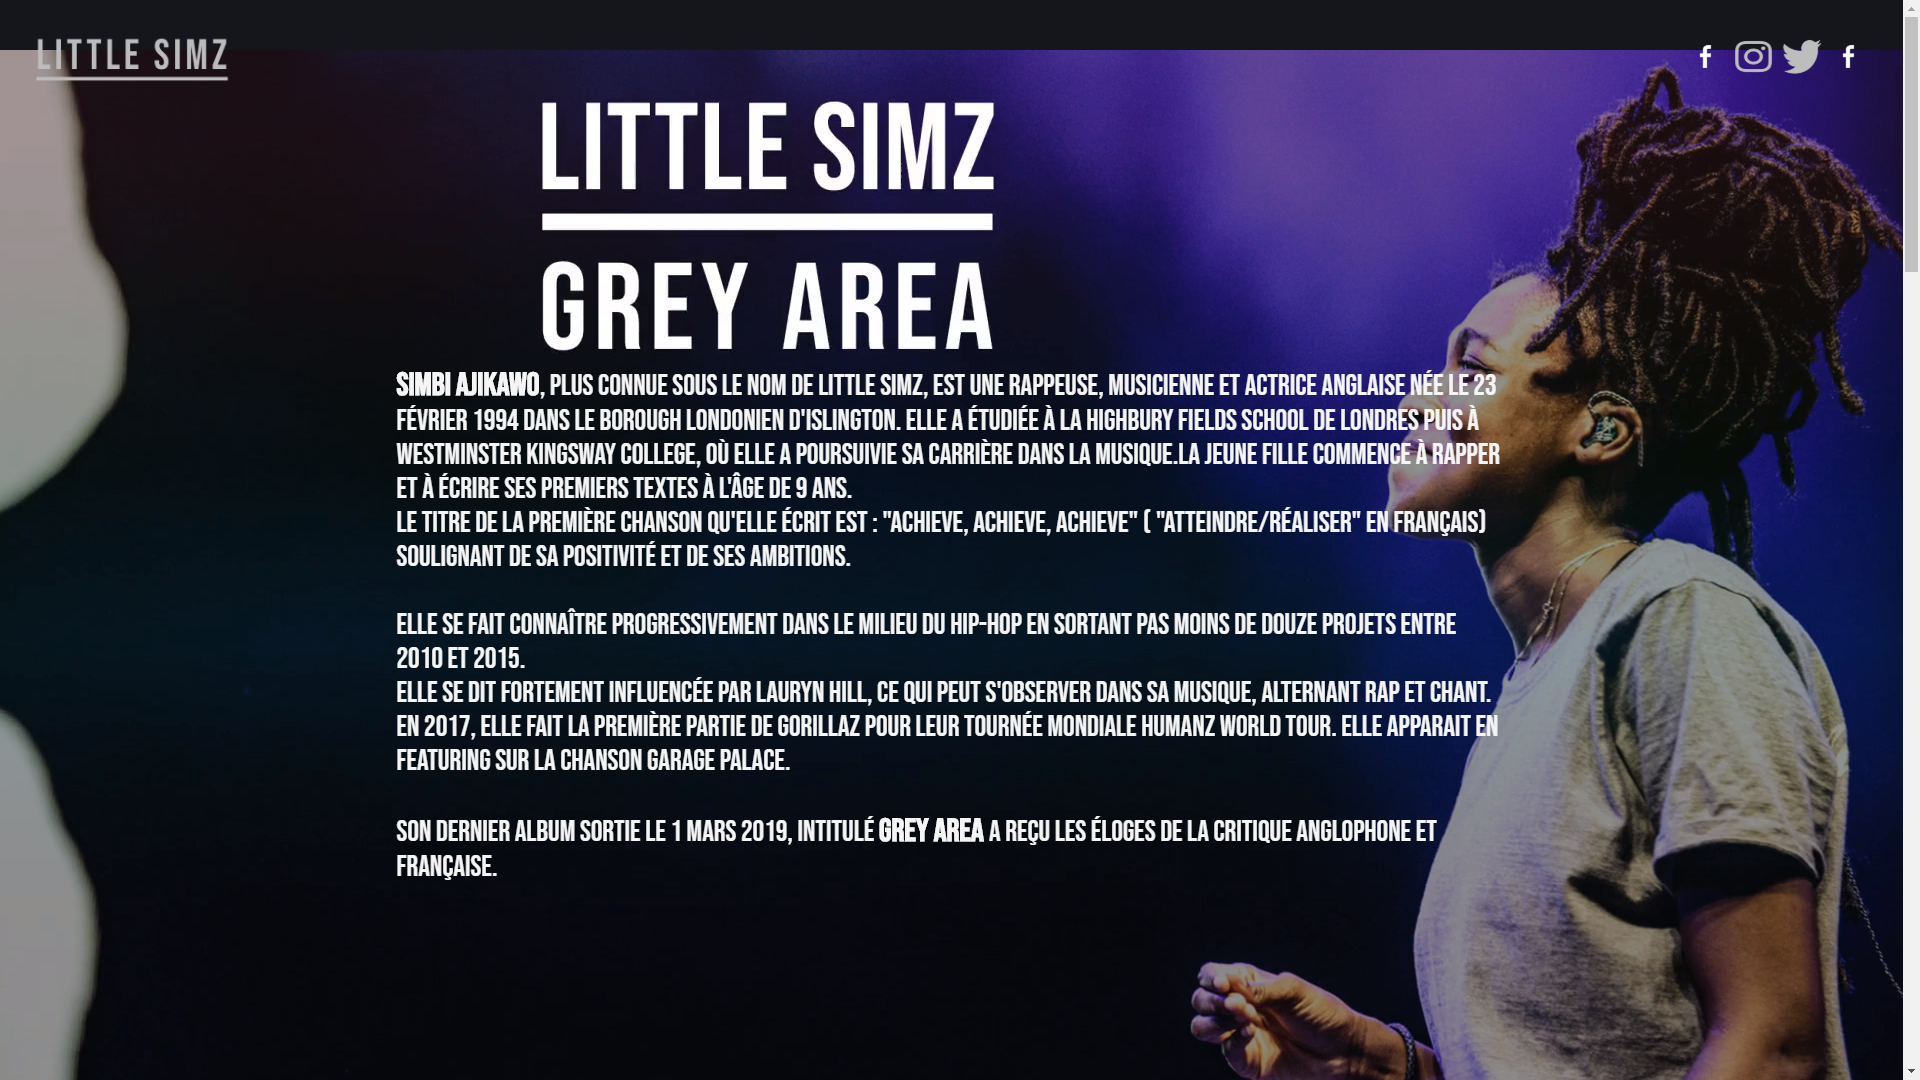 LITTLE SIMZ
LITTLE SIMZ
GREY AREA
SIMBI AJIKAWO, PLUS CONNUE SOUS LE NOM DE LITTLE SIMZ, EST UNE RAPPEUSE, MUSICIENNE ET ACTRICE ANGLAISE NÉE LE 23
FÉVRIER 1994 DANS LE BOROUGH LONDONIEN D'ISLINGTON. ELLE A ÉTUDIÉE À LA HIGHBURY FIELDS SCHOOL DE LONDRES PUIS À
WESTMINSTER KINGSWAY COLLEGE, OÙ ELLE A POURSUIVIE SA CARRIÈRE DANS LA MUSIQUE.LA JEUNE FILLE COMMENCE À RAPPER
ET À ÉCRIRE SES PREMIERS TEXTES À L'ÂGE DE 9 ANS.
LE TITRE DE LA PREMIÈRE CHANSON QU'ELLE ÉCRIT EST : "ACHIEVE, ACHIEVE, ACHIEVE" ( "ATTEINDRE/RÉALISER" EN FRANÇAIS)
SOULIGNANT DE SA POSITIVITÉ ET DE SES AMBITIONS.
ELLE SE FAIT CONNAÎTRE PROGRESSIVEMENT DANS LE MILIEU DU HIP-HOP EN SORTANT PAS MOINS DE DOUZE PROJETS ENTRE
2010 ET 2015.
ELLE SE DIT FORTEMENT INFLUENCÉE PAR LAURYN HILL, CE QUI PEUT S'OBSERVER DANS SA MUSIQUE, ALTERNANT RAP ET CHANT.
EN 2017, ELLE FAIT LA PREMIÈRE PARTIE DE GORILLAZ POUR LEUR TOURNÉE MONDIALE HUMANZ WORLD TOUR. ELLE APPARAIT EN
FEATURING SUR LA CHANSON GARAGE PALACE.
SON DERNIER ALBUM SORTIE LE 1 MARS 2019, INTITULÉ GREY AREA A REÇU LES ÉLOGES DE LA CRITIQUE ANGLOPHONE ET
FRANÇAISE.